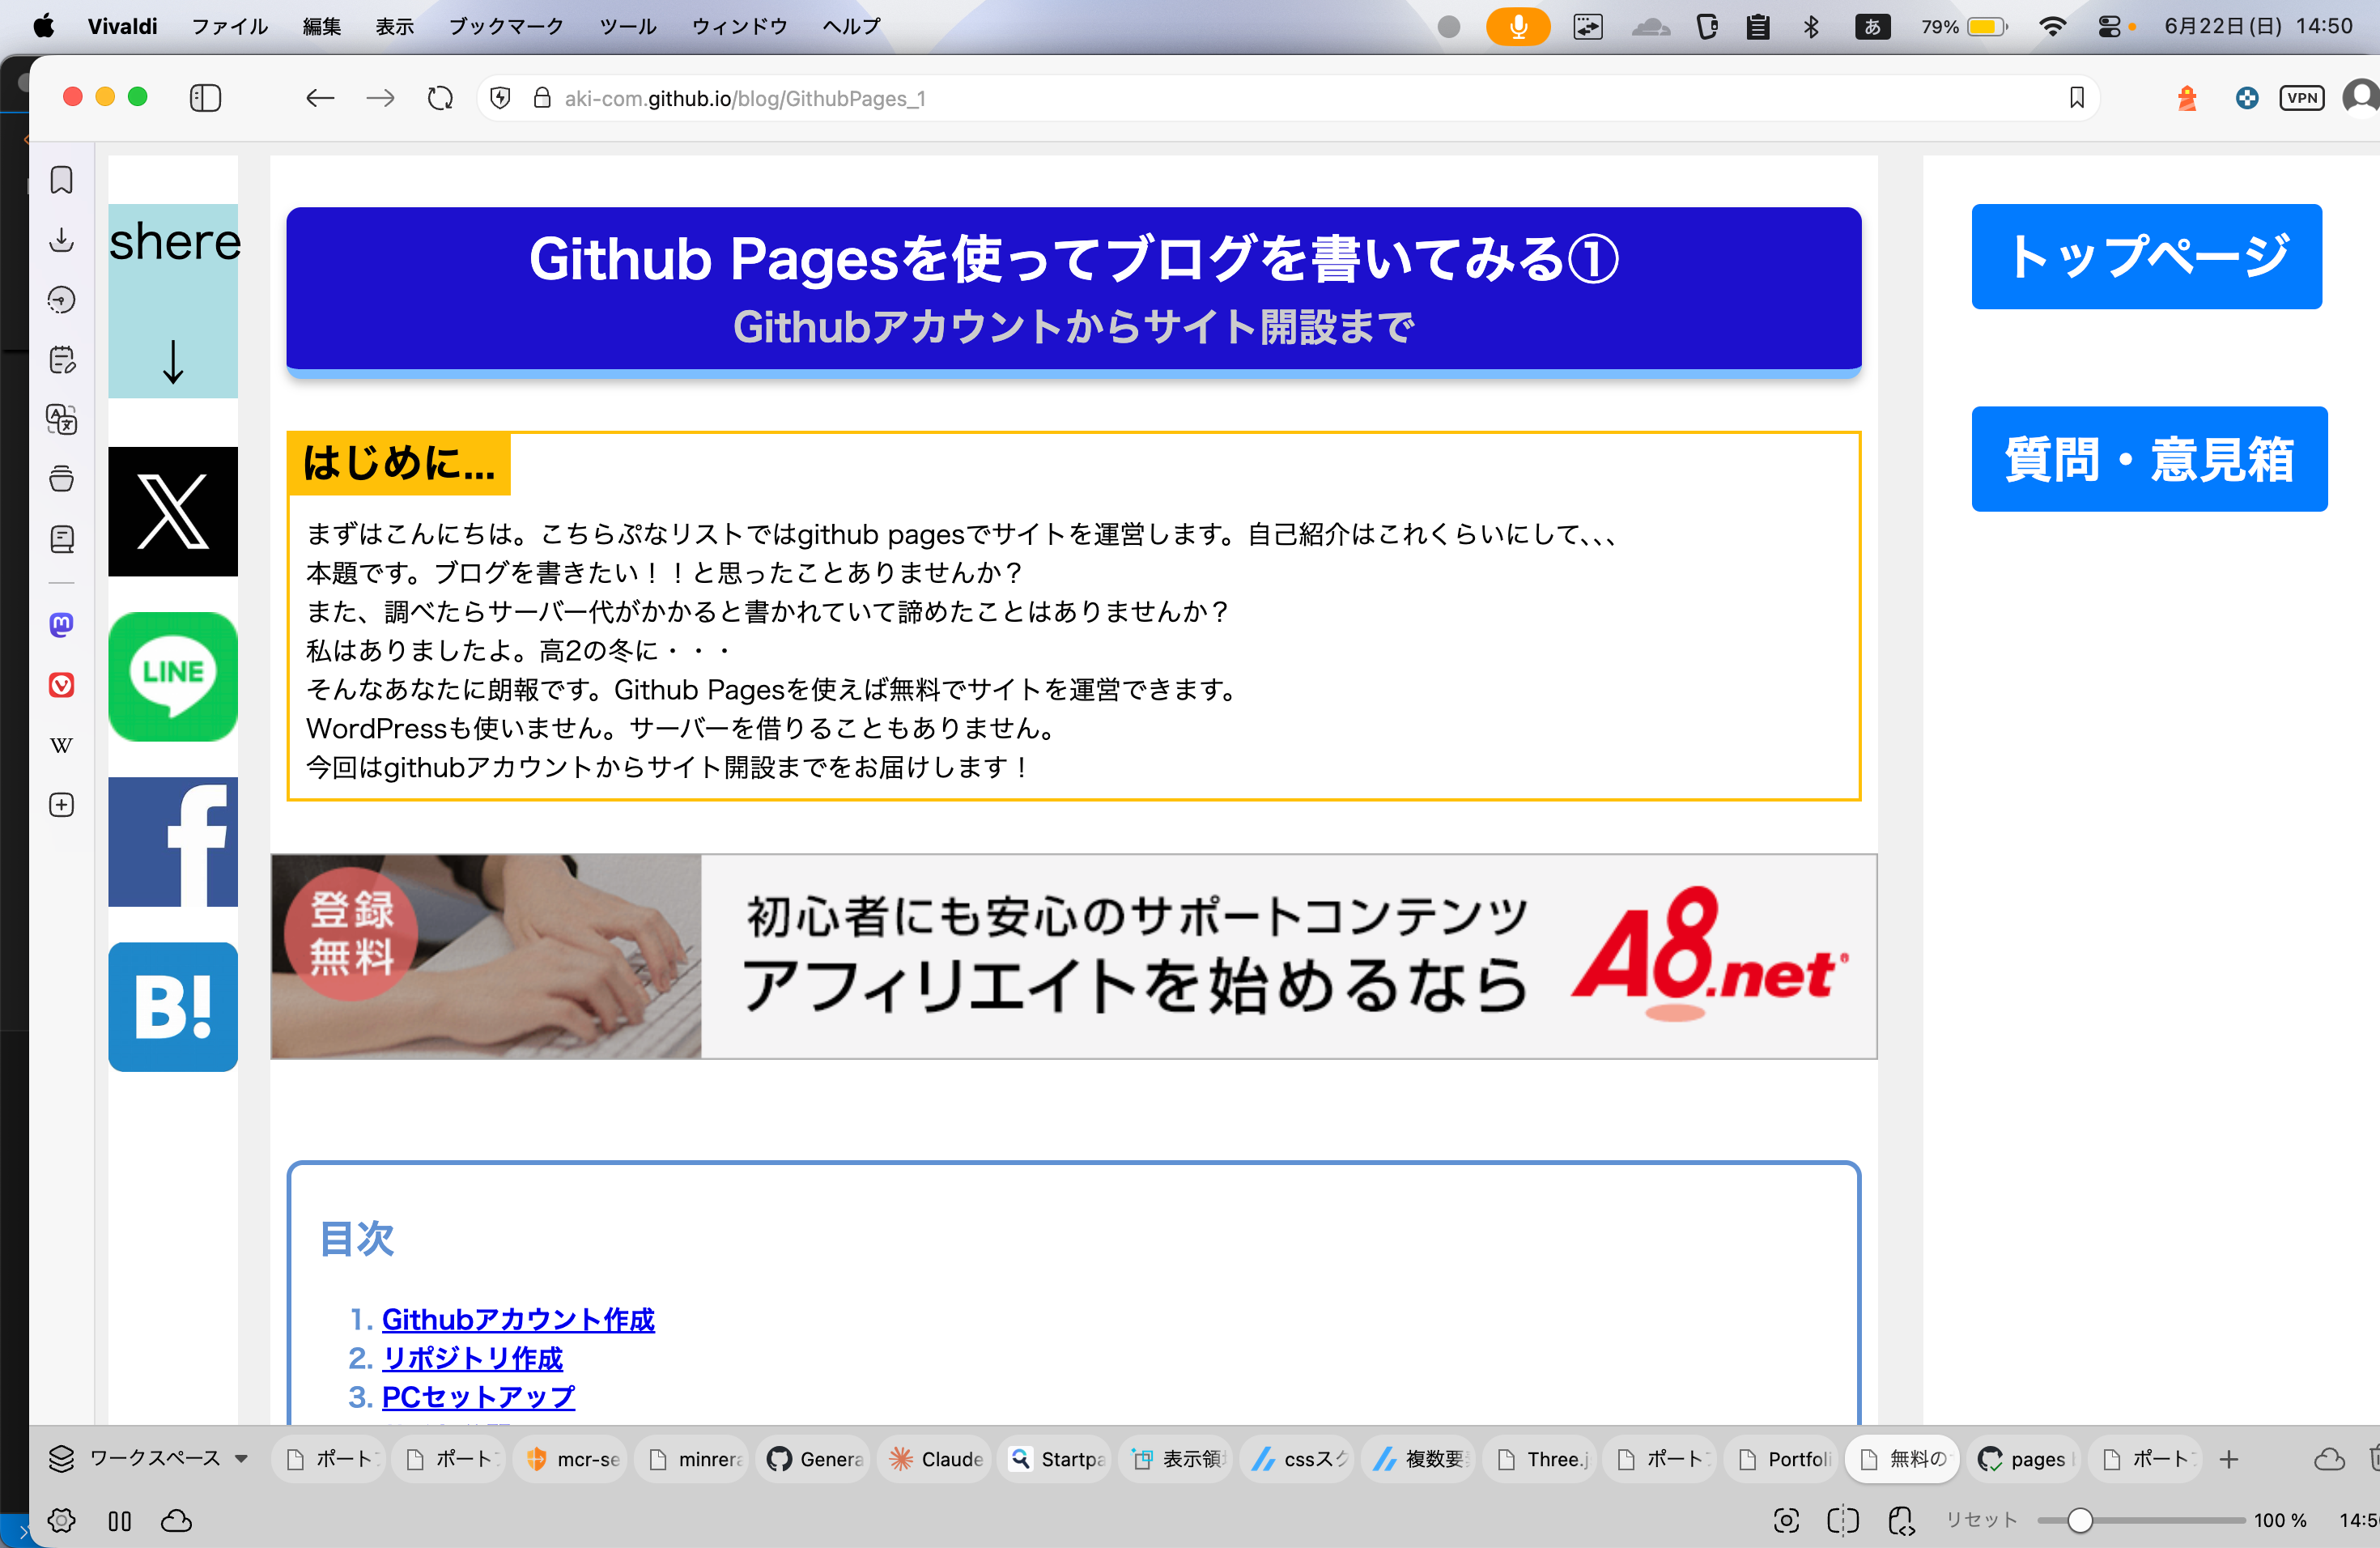 Vivaldi ファイル 編集 表示 ブックマーク ツール ウィンドウ ヘルプ あ 79% 6月22日(日) 14:50
aki-com.github.io/blog/GithubPages_1 VPN
shere
↓
LINE
B!
W
Github Pagesを使ってブログを書いてみる①
Githubアカウントからサイト開設まで
はじめに...
まずはこんにちは。こちらぷなリストではgithub pagesでサイトを運営します。自己紹介はこれくらいにして、、、
本題です。ブログを書きたい！！と思ったことありませんか？
また、調べたらサーバー代がかかると書かれていて諦めたことはありませんか？
私はありましたよ。高2の冬に・・・
そんなあなたに朗報です。Github Pagesを使えば無料でサイトを運営できます。
WordPressも使いません。サーバーを借りることもありません。
今回はgithubアカウントからサイト開設までをお届けします！
登録
無料
初心者にも安心のサポートコンテンツ
アフィリエイトを始めるなら
A8.net
目次
1. Githubアカウント作成
2. リポジトリ作成
3. PCセットアップ
トップページ
質問・意見箱
ワークスペース ポート ポート mcr-se minrera Genera Claude Startpa 表示領 cssスク 複数要 Three.j ポート Portfoli 無料の pages ポート
リセット 100 % 14:5